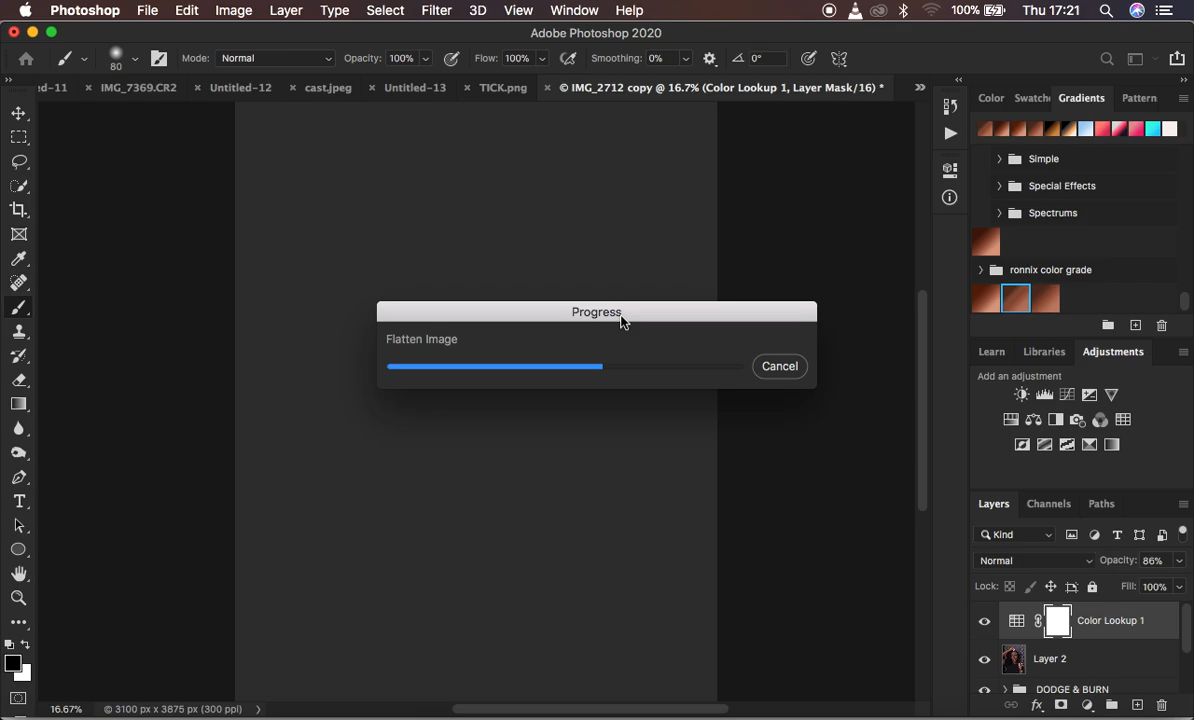 Photoshop File Edit Image Layer Type Select Filter 3D View Window Help 100% Thu 17:21
Adobe Photoshop 2020
80 Mode: Normal Opacity: 100% Flow: 100% Smoothing: 0% 0°
ed-11 × IMG_7369.CR2 × Untitled-12 × cast.jpeg × Untitled-13 × TICK.png × © IMG_2712 copy @ 16.7% (Color Lookup 1, Layer Mask/16) *
Color Swatch Gradients Pattern
Simple
Special Effects
Spectrums
ronnix color grade
Progress
Flatten Image
Cancel
Learn Libraries Adjustments
Add an adjustment
Layers Channels Paths
Kind
Normal Opacity: 86%
Lock: Fill: 100%
Color Lookup 1
Layer 2
DODGE & BURN
fx
16.67% © 3100 px x 3875 px (300 ppi)